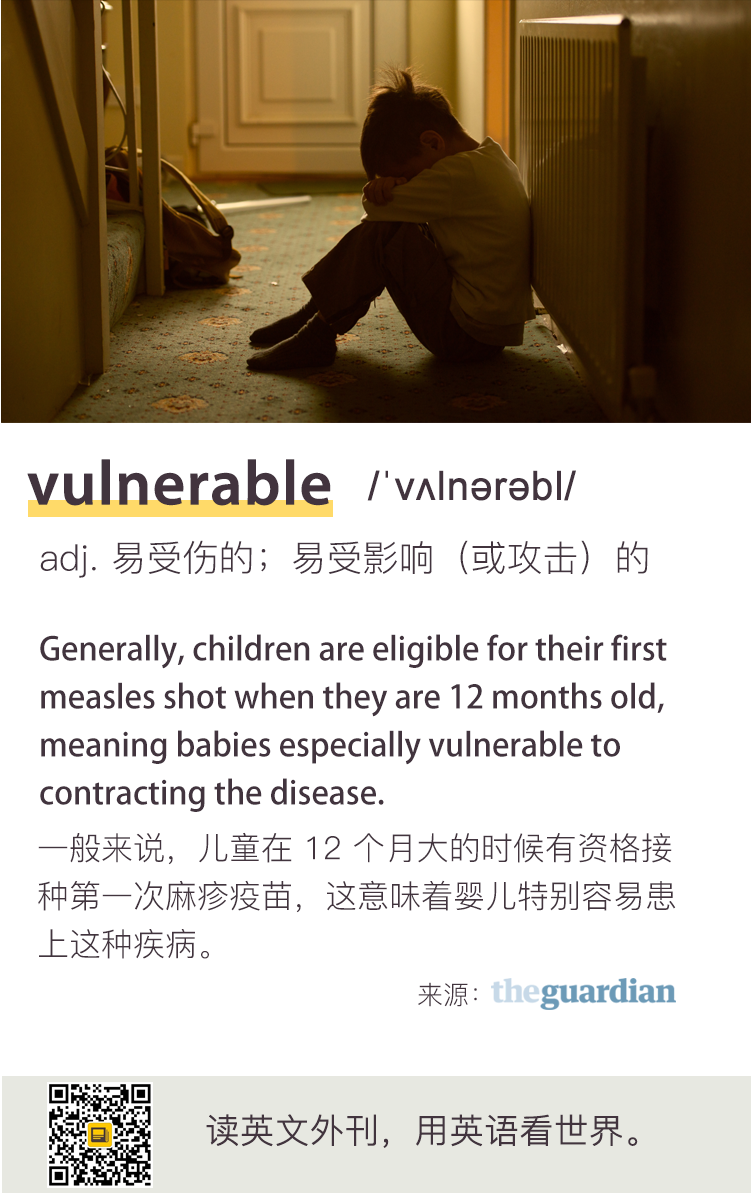 vulnerable /ˈvʌlnərəbl/
adj. 易受伤的；易受影响（或攻击）的
Generally, children are eligible for their first
measles shot when they are 12 months old,
meaning babies especially vulnerable to
contracting the disease.
一般来说，儿童在 12 个月大的时候有资格接
种第一次麻疹疫苗，这意味着婴儿特别容易患
上这种疾病。
来源：theguardian
读英文外刊，用英语看世界。